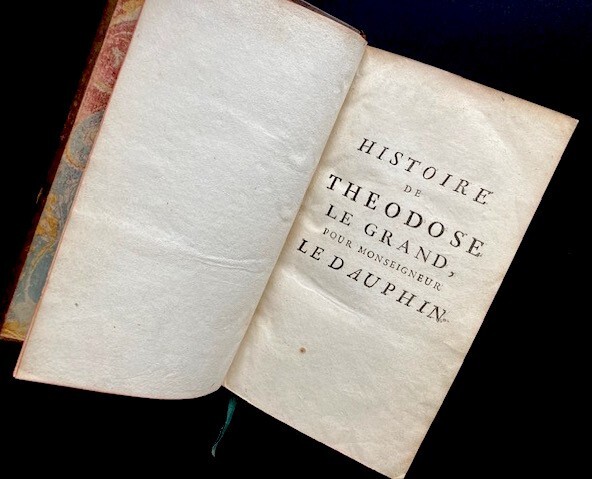 HISTOIRE
DE
THEODOSE
LE GRAND,
POUR MONSEIGNEUR
LE DAUPHIN